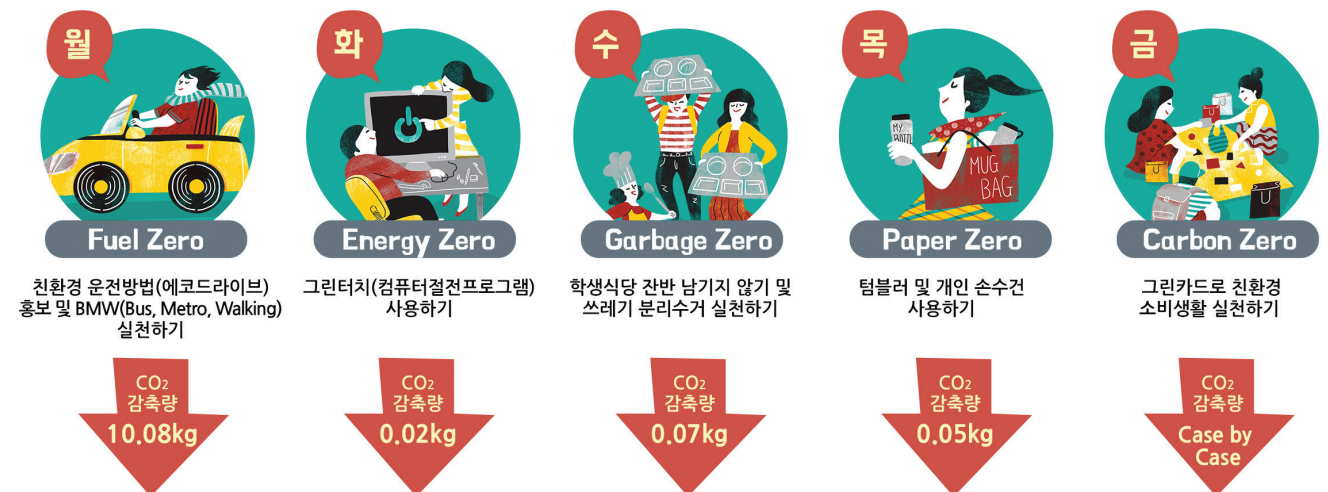 월
화
수
목
금
MY
BOTTL
MUG
BAG
Fuel Zero
Energy Zero
Garbage Zero
Paper Zero
Carbon Zero
친환경 운전방법(에코드라이브)
홍보 및 BMW(Bus, Metro, Walking)
실천하기
그린터치(컴퓨터절전프로그램)
사용하기
학생식당 잔반 남기지 않기 및
쓰레기 분리수거 실천하기
텀블러 및 개인 손수건
사용하기
그린카드로 친환경
소비생활 실천하기
CO₂
감축량
10.08kg
CO₂
감축량
0.02kg
CO₂
감축량
0.07kg
CO₂
감축량
0.05kg
CO₂
감축량
Case by
Case